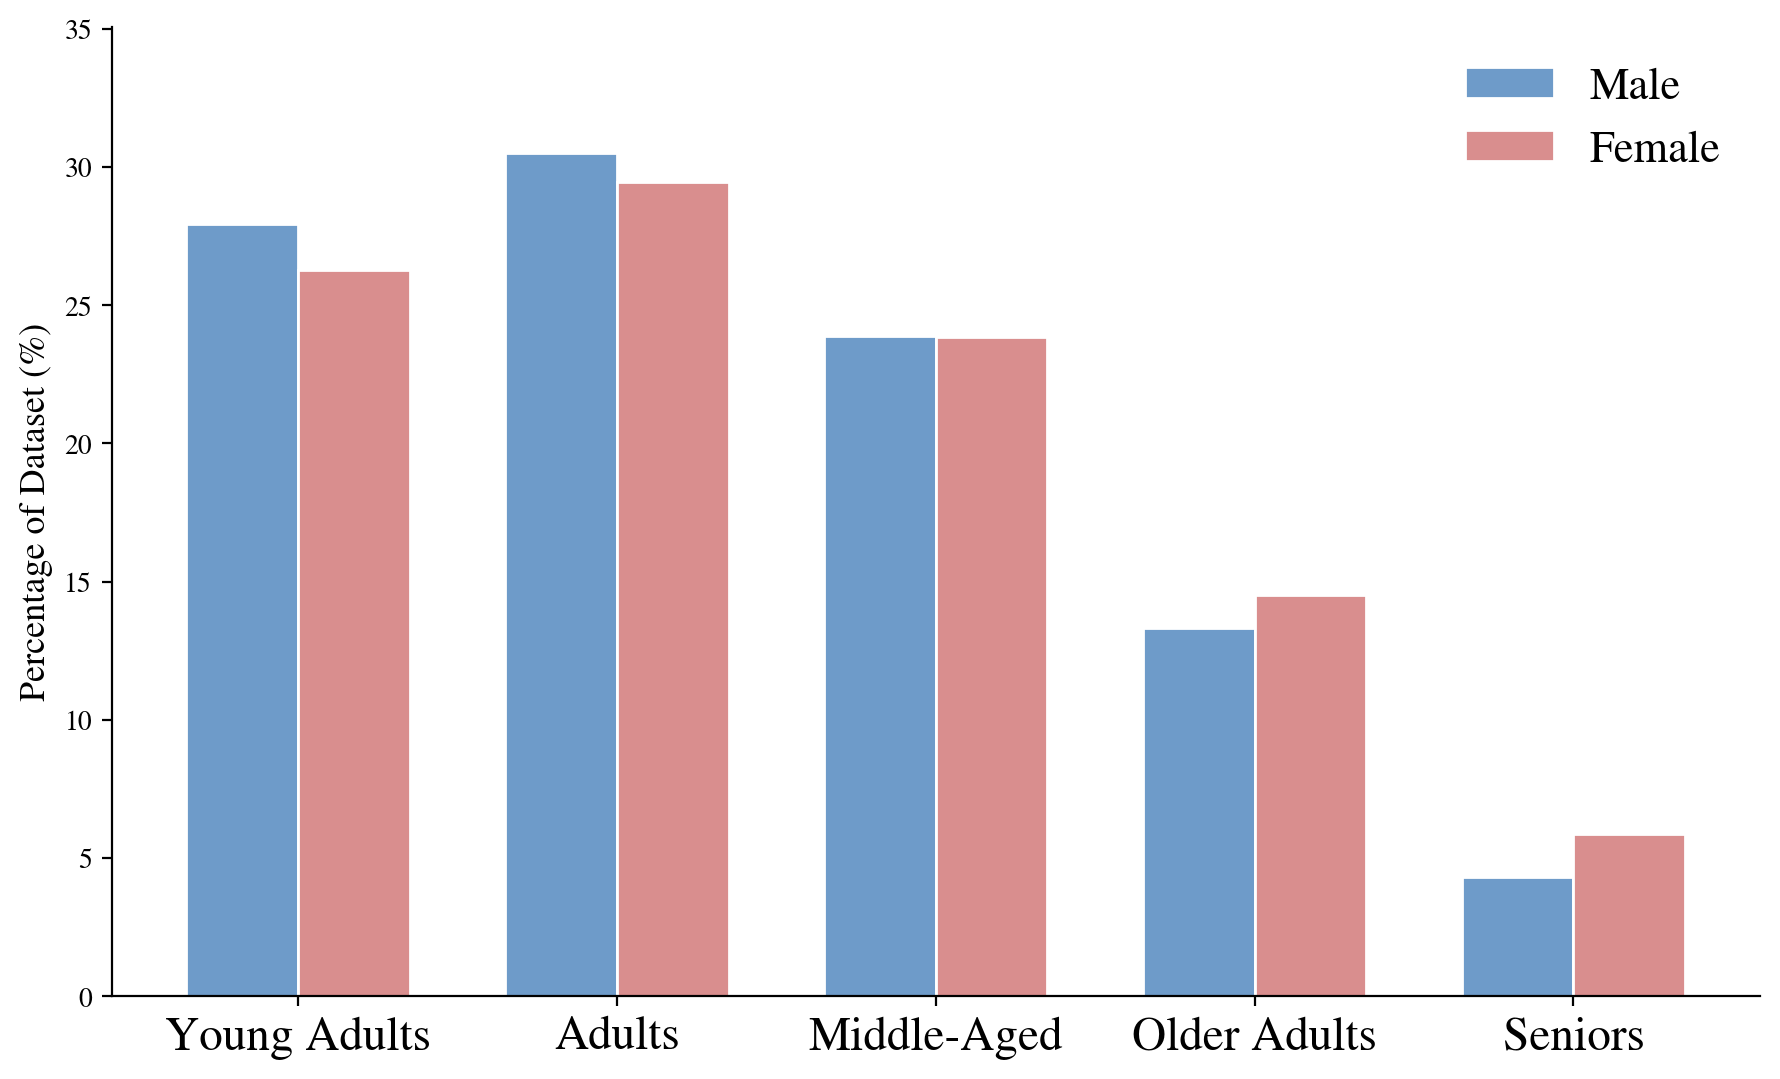 35
30
25
20
15
10
5
0
Percentage of Dataset (%)
Male
Female
Young Adults
Adults
Middle-Aged
Older Adults
Seniors